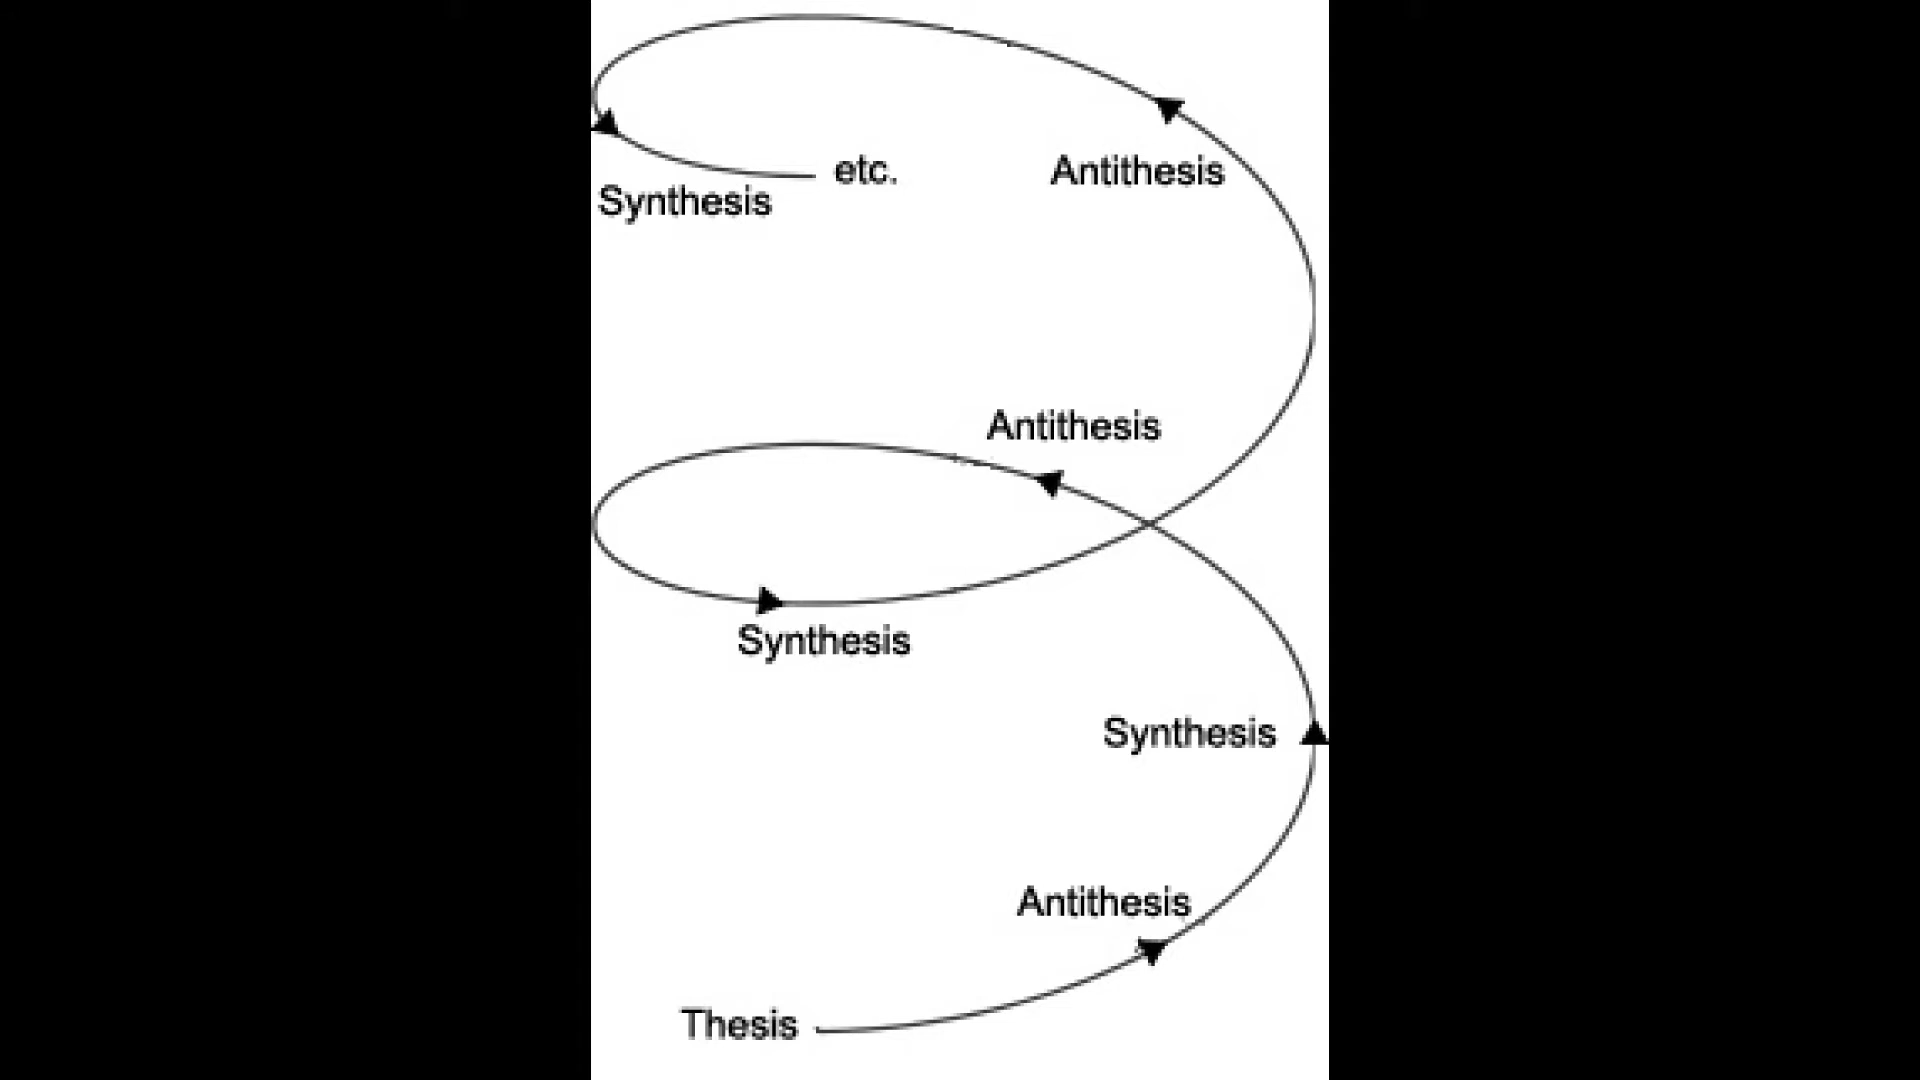 etc.
Antithesis
Synthesis
Antithesis
Synthesis
Synthesis
Antithesis
Thesis